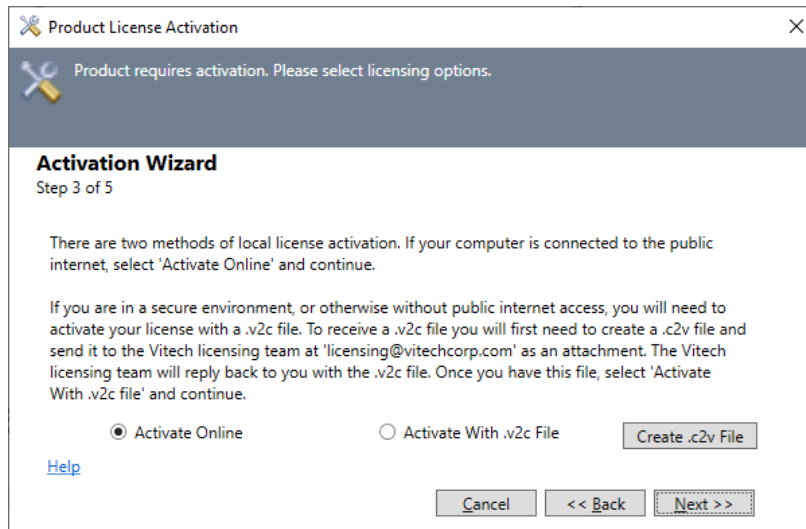 Product License Activation
Product requires activation. Please select licensing options.
Activation Wizard
Step 3 of 5
There are two methods of local license activation. If your computer is connected to the public
internet, select 'Activate Online' and continue.
If you are in a secure environment, or otherwise without public internet access, you will need to
activate your license with a .v2c file. To receive a .v2c file you will first need to create a .c2v file and
send it to the Vitech licensing team at 'licensing@vitechcorp.com' as an attachment. The Vitech
licensing team will reply back to you with the .v2c file. Once you have this file, select 'Activate
With .v2c file' and continue.
Activate Online
Activate With .v2c File
Create .c2v File
Help
Cancel
<< Back
Next >>